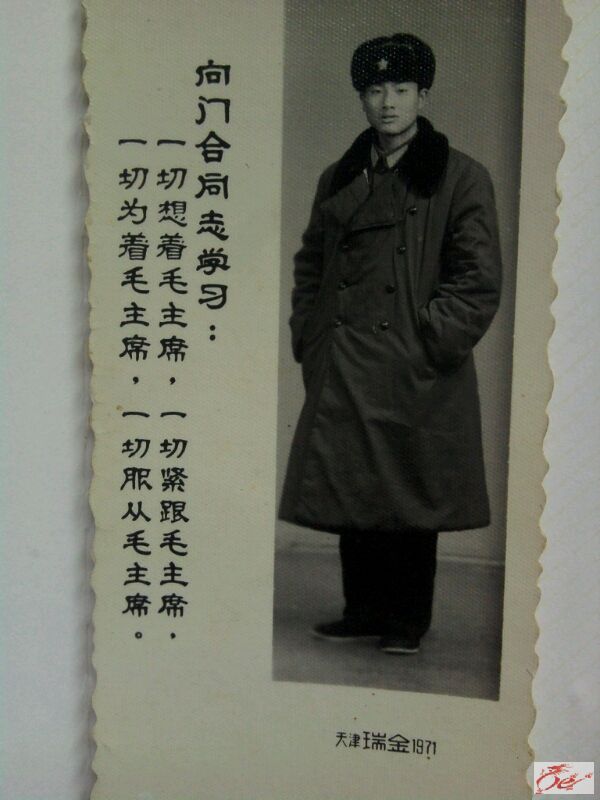 向门合同志学习：
一切想着毛主席，一切紧跟毛主席，
一切为着毛主席，一切服从毛主席。
天津瑞金1971